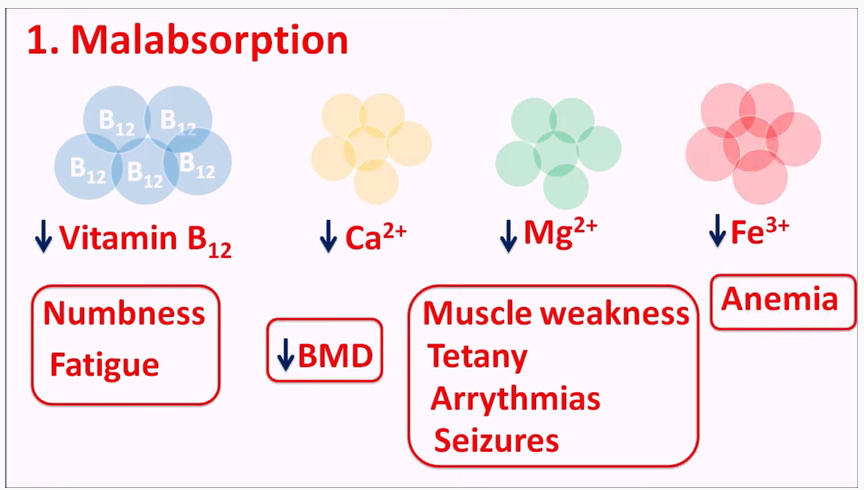 1. Malabsorption
B₁₂ B₁₂
B₁₂ B₁₂ B₁₂
↓ Vitamin B₁₂
↓ Ca²⁺
↓ Mg²⁺
↓ Fe³⁺
Numbness
Fatigue
↓ BMD
Muscle weakness
Tetany
Arrythmias
Seizures
Anemia